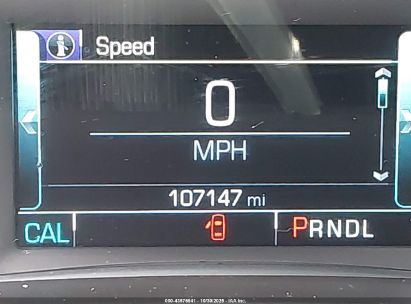 Speed
0
MPH
107147 mi
CAL
PRNDL